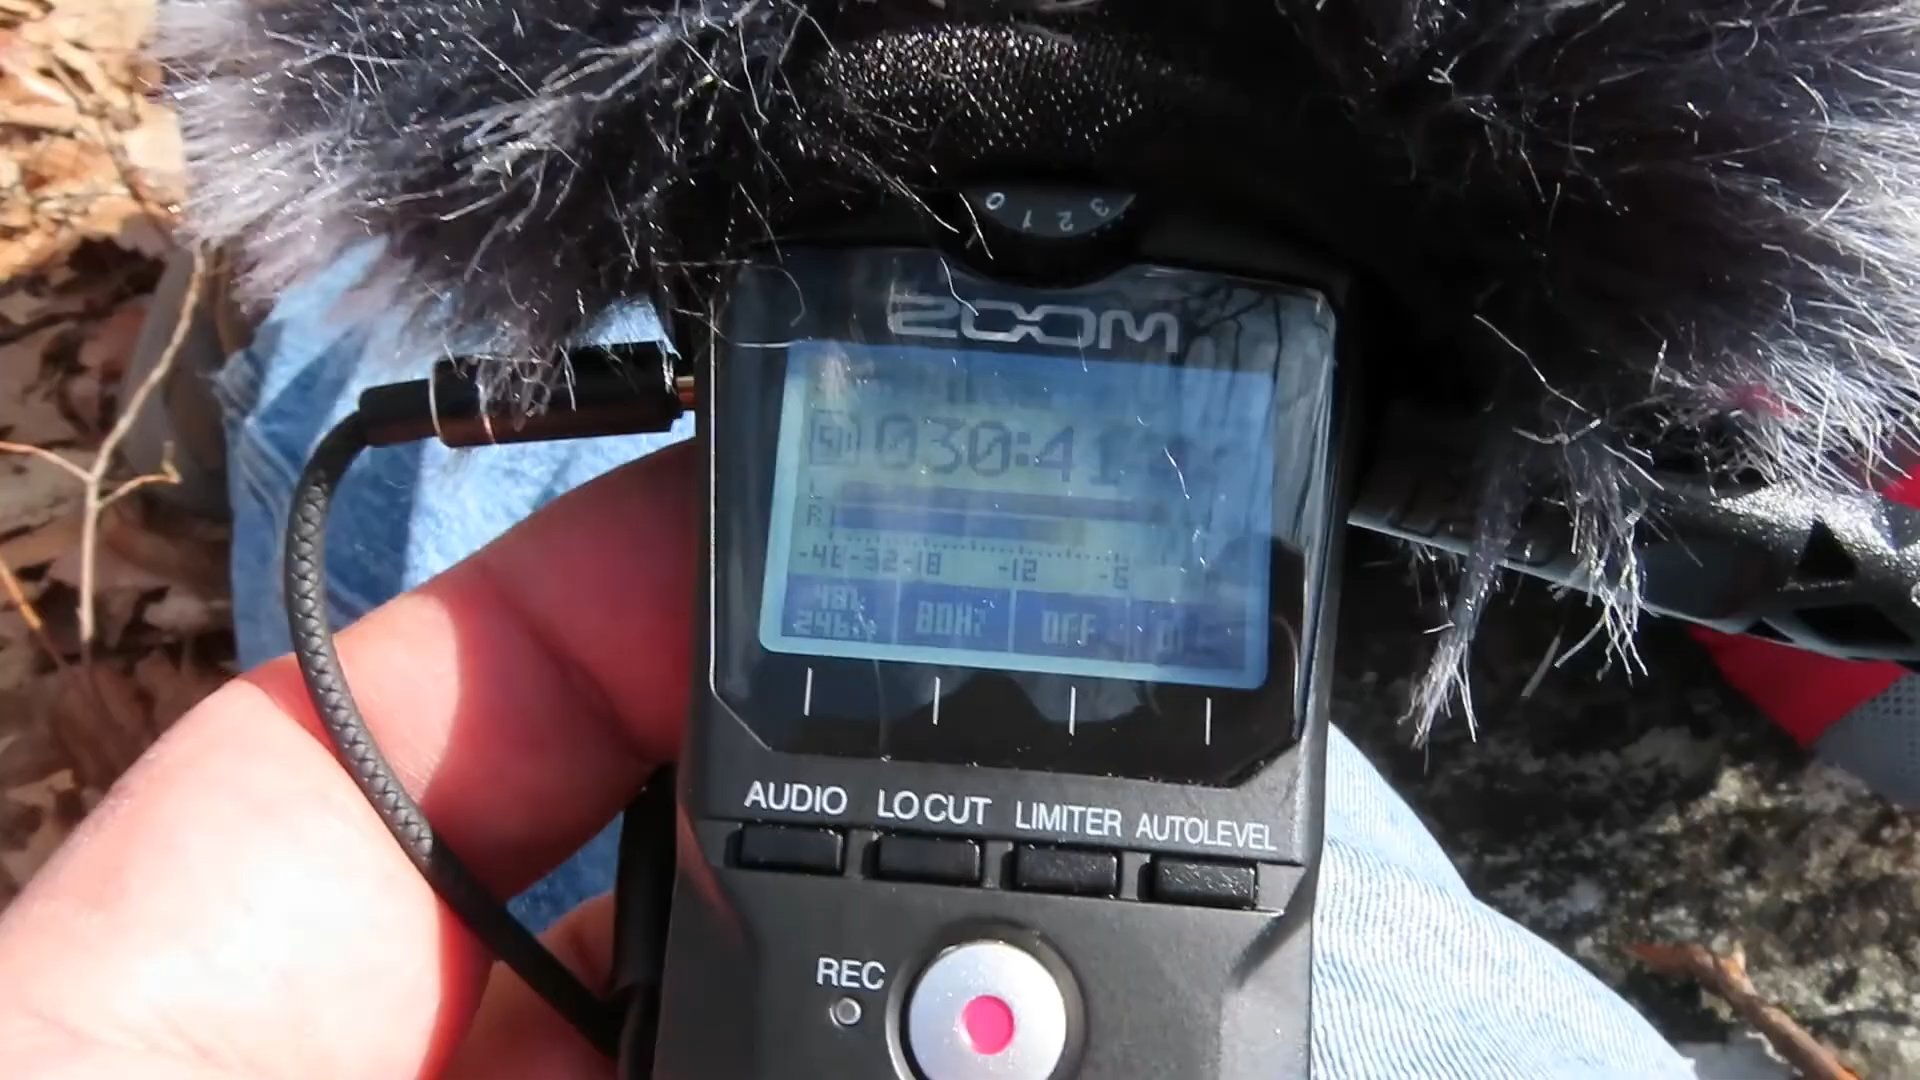 0 1 2 3
ZOOM
030:41
L
R
-48-32-18 -12 -6
48k 80Hz OFF
AUDIO LO CUT LIMITER AUTOLEVEL
REC